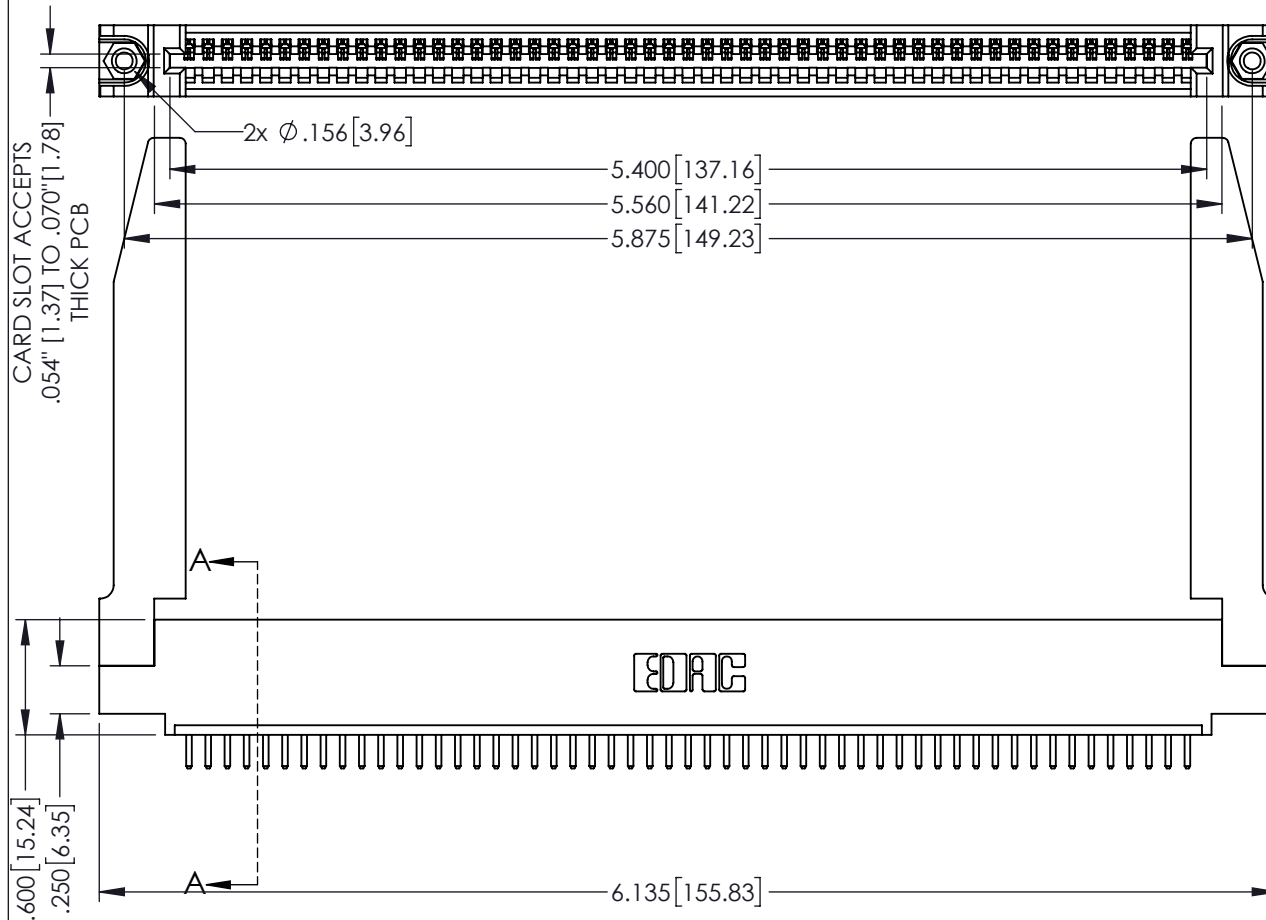 2x ∅ .156[3.96]
CARD SLOT ACCEPTS
.054" [1.37] TO .070"[1.78]
THICK PCB
5.400[137.16]
5.560[141.22]
5.875[149.23]
A
EDAC
.600[15.24]
.250[6.35]
A
6.135[155.83]